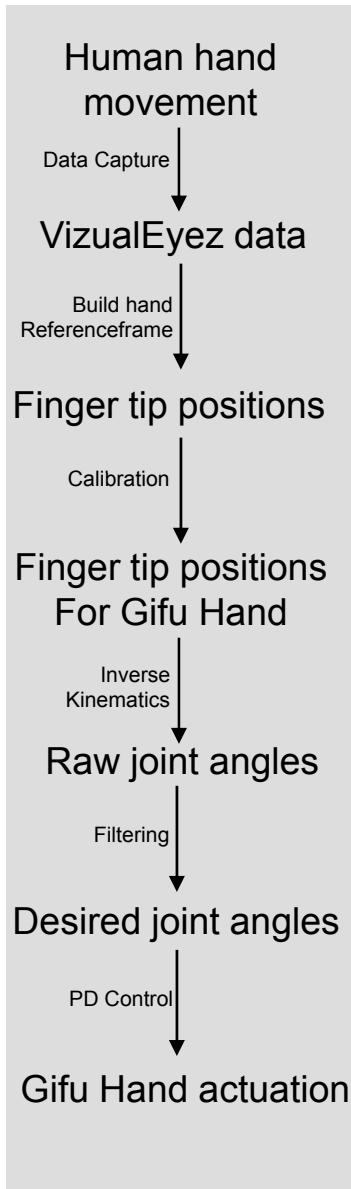 Human hand
movement
Data Capture
VizualEyez data
Build hand
Referenceframe
Finger tip positions
Calibration
Finger tip positions
For Gifu Hand
Inverse
Kinematics
Raw joint angles
Filtering
Desired joint angles
PD Control
Gifu Hand actuation